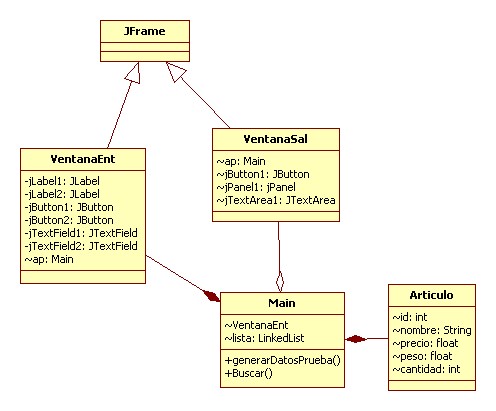 JFrame
VentanaEnt
-jLabel1: JLabel
-jLabel2: JLabel
-jButton1: JButton
-jButton2: JButton
-jTextField1: JTextField
-jTextField2: JTextField
~ap: Main
VentanaSal
~ap: Main
~jButton1: JButton
~jPanel1: jPanel
~jTextArea1: JTextArea
Main
~VentanaEnt
~lista: LinkedList
+generarDatosPrueba()
+Buscar()
Articulo
~id: int
~nombre: String
~precio: float
~peso: float
~cantidad: int